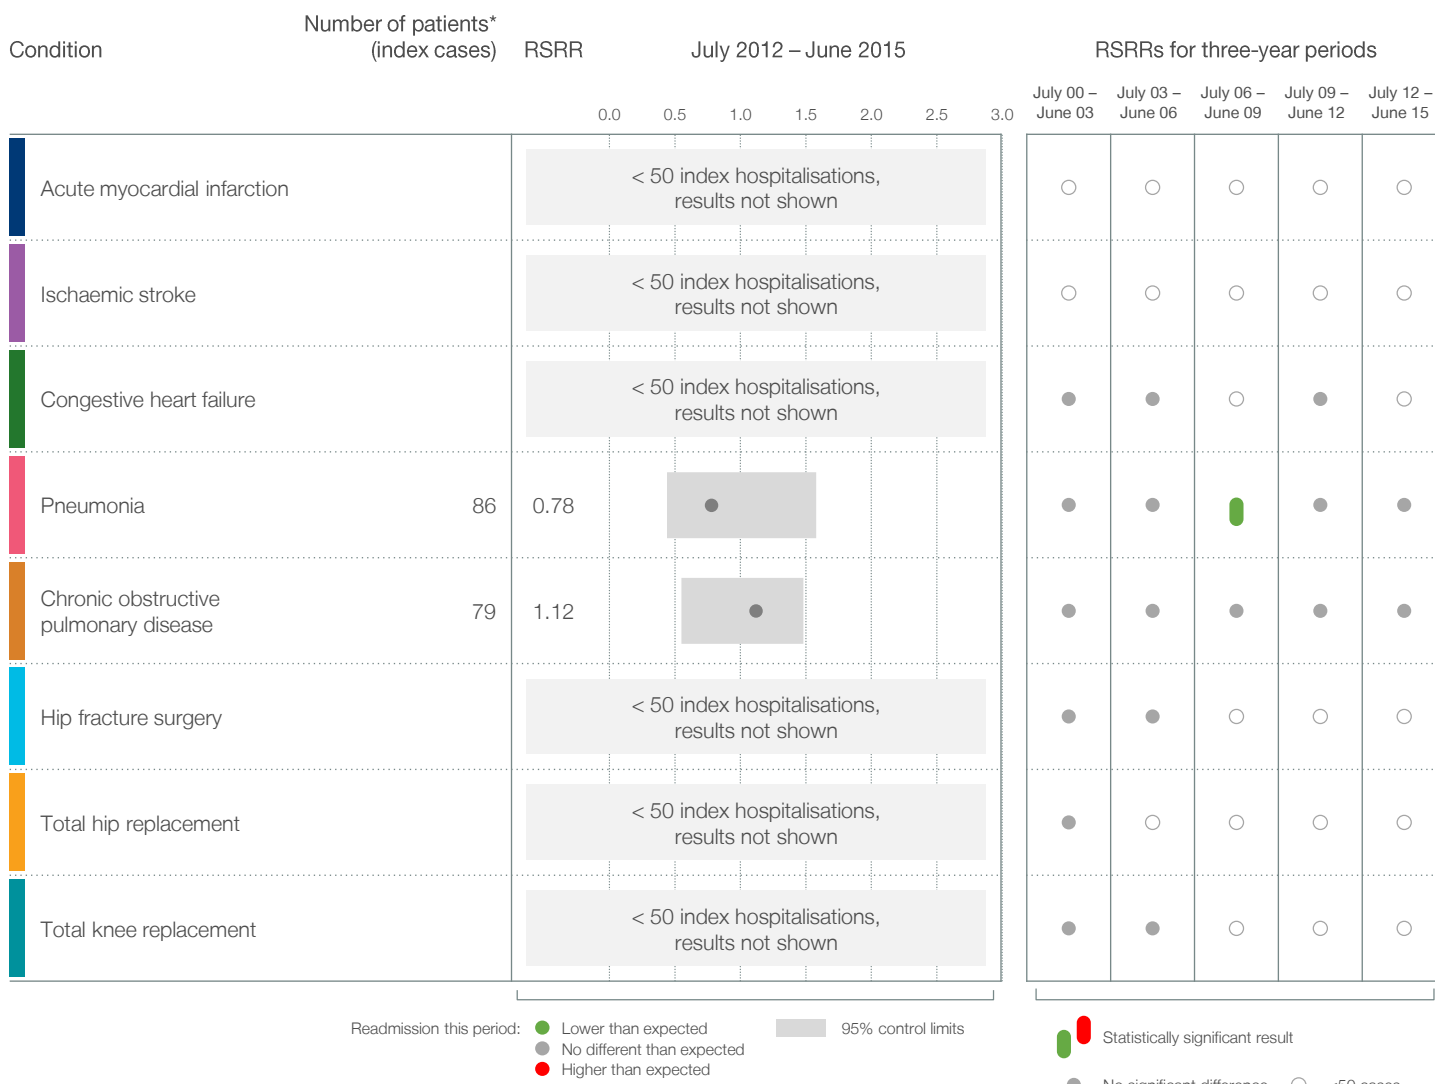 Condition
Number of patients*
(index cases)
RSRR
July 2012 – June 2015
RSRRs for three-year periods
July 00 –
June 03
July 03 –
June 06
July 06 –
June 09
July 09 –
June 12
July 12 –
June 15
0.0 0.5 1.0 1.5 2.0 2.5 3.0
Acute myocardial infarction
< 50 index hospitalisations,
results not shown
Ischaemic stroke
< 50 index hospitalisations,
results not shown
Congestive heart failure
< 50 index hospitalisations,
results not shown
Pneumonia 86 0.78
Chronic obstructive
pulmonary disease
79 1.12
Hip fracture surgery
< 50 index hospitalisations,
results not shown
Total hip replacement
< 50 index hospitalisations,
results not shown
Total knee replacement
< 50 index hospitalisations,
results not shown
Readmission this period:
Lower than expected
No different than expected
Higher than expected
95% control limits
Statistically significant result
No significant difference
<50 cases